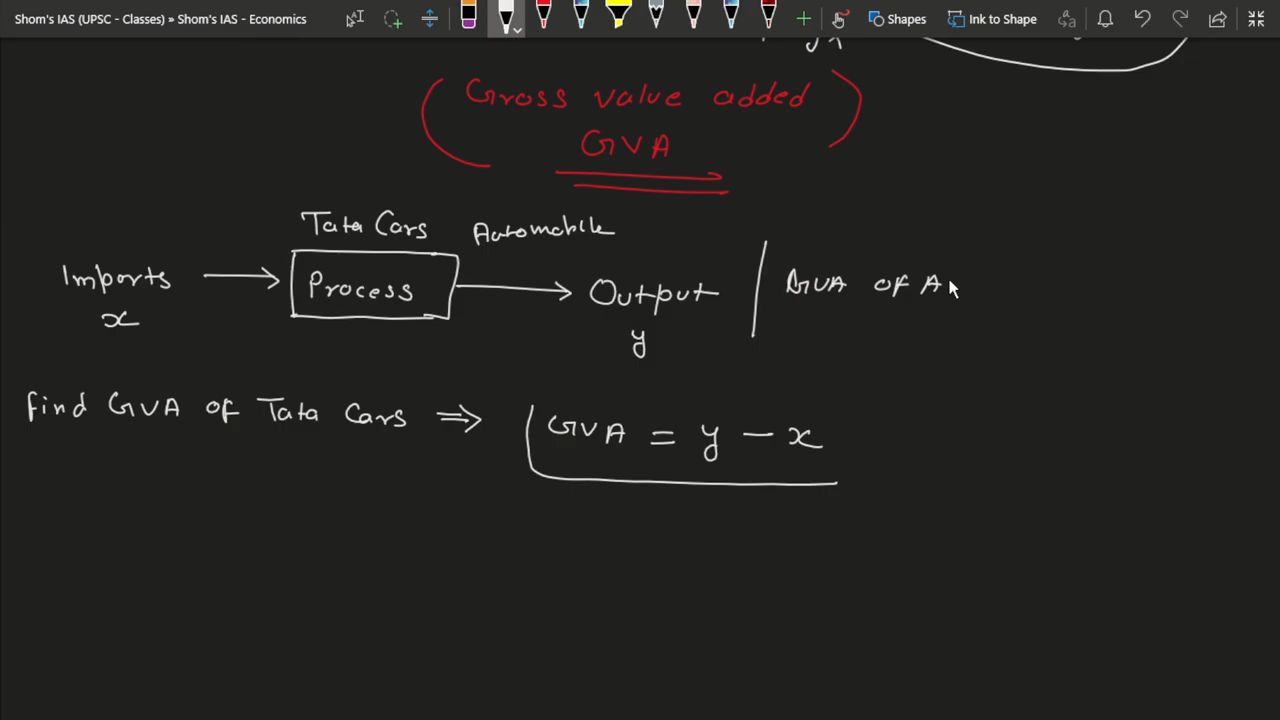 Shom's IAS (UPSC - Classes) » Shom's IAS - Economics
Shapes
Ink to Shape
Gross value added
GVA
Tata Cars
Automobile
Imports
Process
Output
GVA of A
x
y
find GVA of Tata Cars ⇒
GVA = y - x